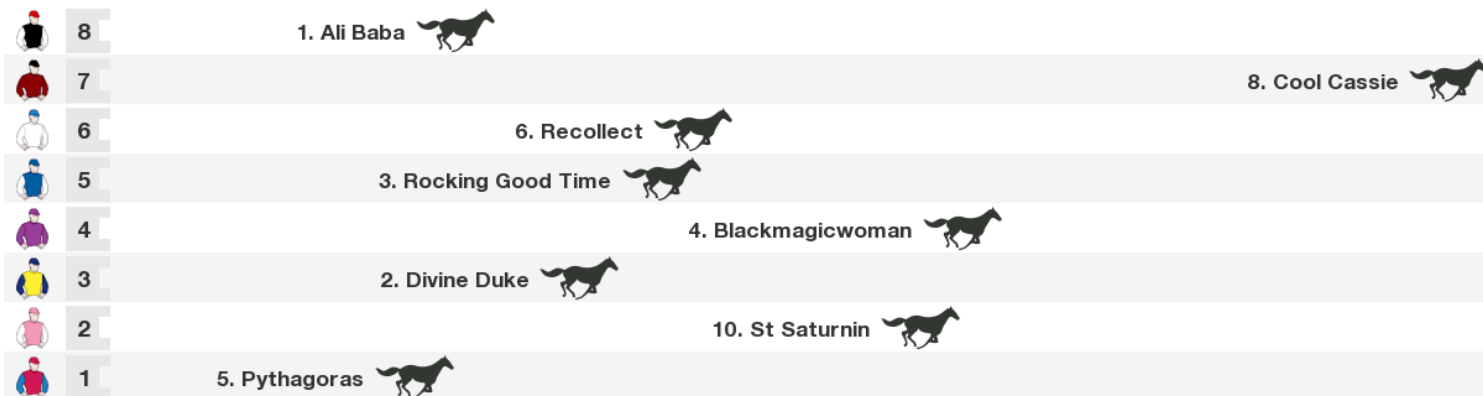 8 1. Ali Baba
7 8. Cool Cassie
6 6. Recollect
5 3. Rocking Good Time
4 4. Blackmagicwoman
3 2. Divine Duke
2 10. St Saturnin
1 5. Pythagoras